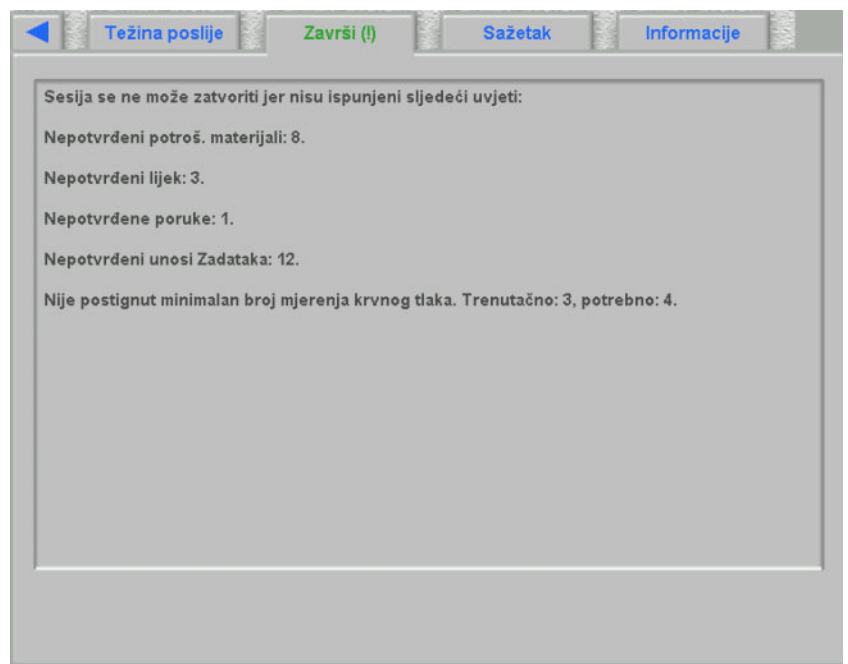 Težina poslije
Završi (!)
Sažetak
Informacije
Sesija se ne može zatvoriti jer nisu ispunjeni sljedeći uvjeti:
Nepotvrđeni potroš. materijali: 8.
Nepotvrđeni lijek: 3.
Nepotvrđene poruke: 1.
Nepotvrđeni unosi Zadataka: 12.
Nije postignut minimalan broj mjerenja krvnog tlaka. Trenutačno: 3, potrebno: 4.